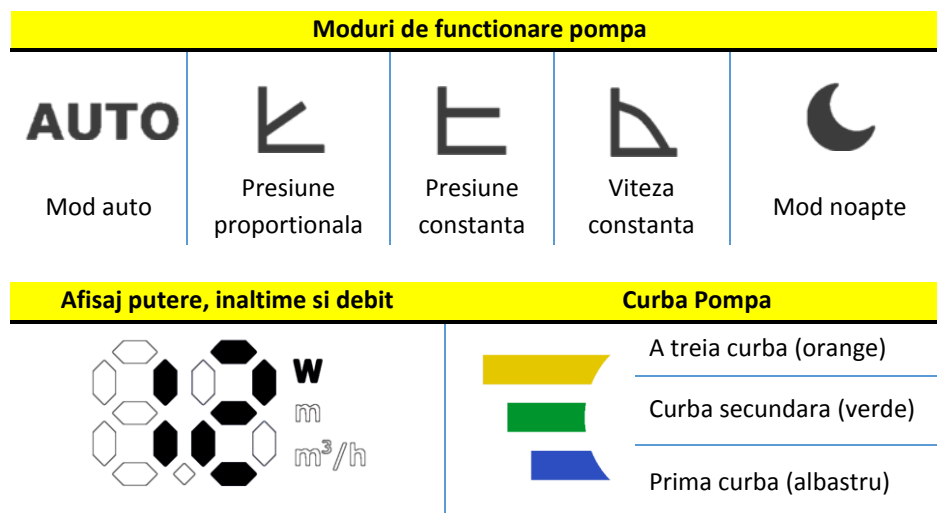 Moduri de functionare pompa
AUTO
Mod auto
Presiune
proportionala
Presiune
constanta
Viteza
constanta
Mod noapte
Afisaj putere, inaltime si debit
Curba Pompa
12
W
m
m³/h
A treia curba (orange)
Curba secundara (verde)
Prima curba (albastru)